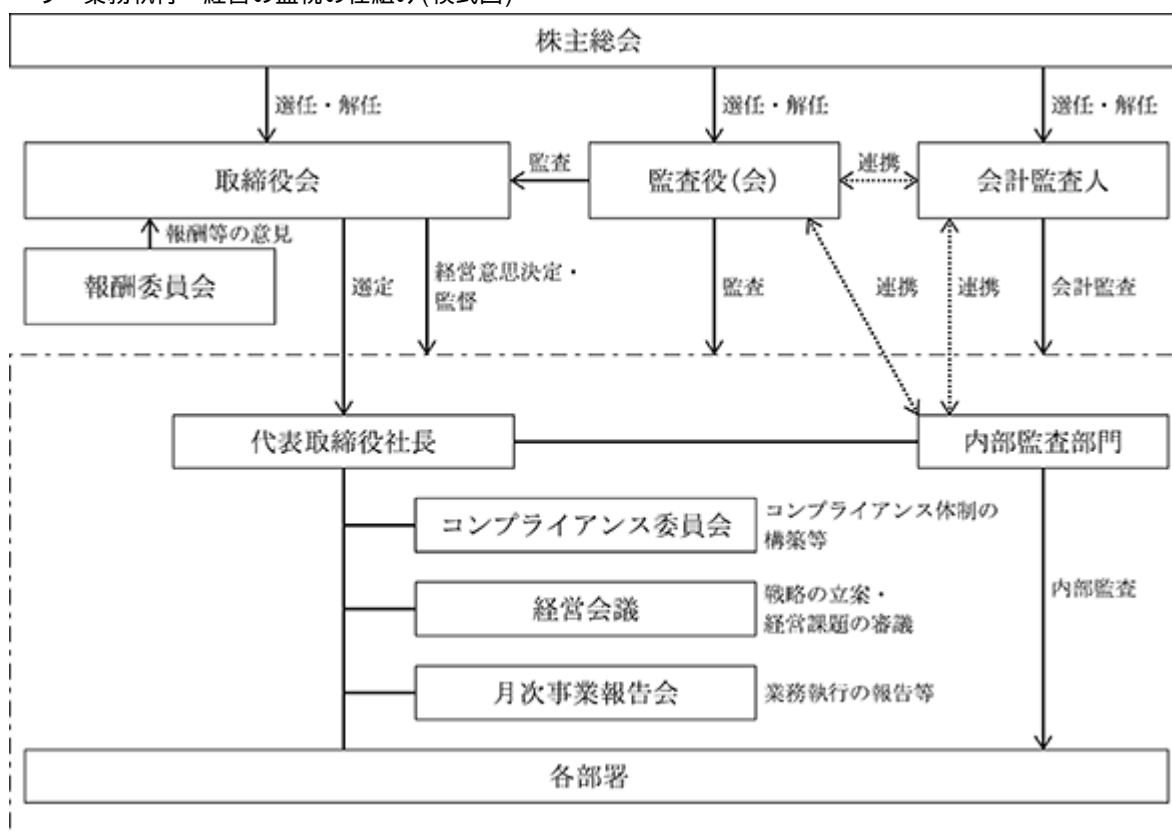 業務執行・経営の監視の仕組み(模式図)
株主総会
選任・解任
選任・解任
選任・解任
取締役会
監査
監査役(会)
連携
会計監査人
報酬等の意見
報酬委員会
選定
経営意思決定・
監督
監査
連携
連携
会計監査
代表取締役社長
内部監査部門
コンプライアンス委員会
コンプライアンス体制の
構築等
経営会議
戦略の立案・
経営課題の審議
内部監査
月次事業報告会
業務執行の報告等
各部署